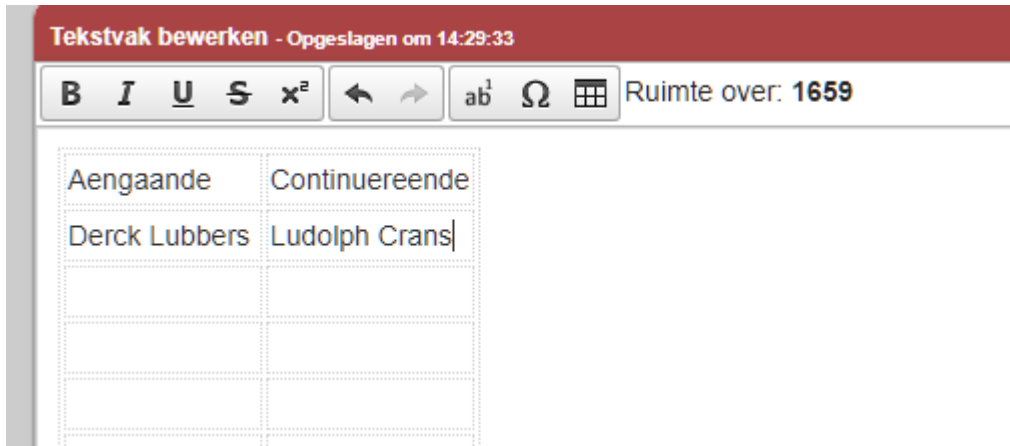 Tekstvak bewerken - Opgeslagen om 14:29:33
B I U S x² ab¹ Ω Ruimte over: 1659
Aengaande Continuereende
Derck Lubbers Ludolph Crans